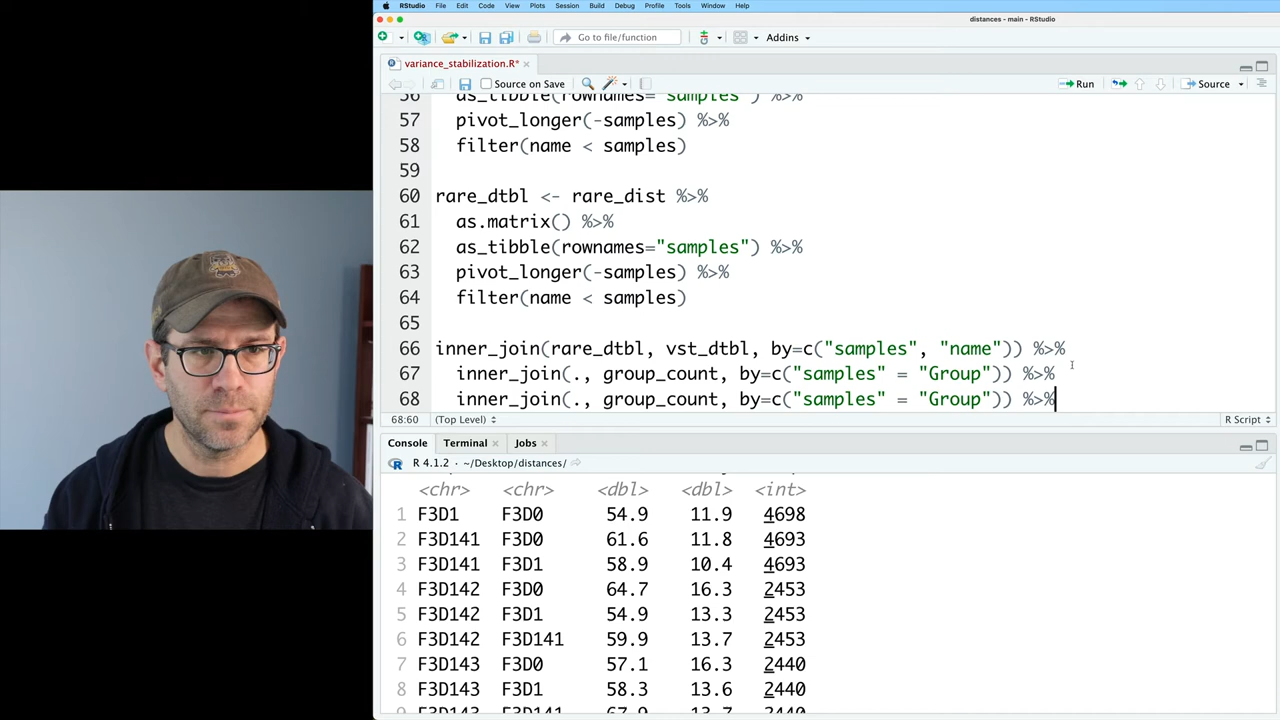 RStudio File Edit Code View Plots Session Build Debug Profile Tools Window Help
distances - main - RStudio
Go to file/function Addins
variance_stabilization.R*
Source on Save Run Source
56 as_tibble(rownames="samples") %>%
57 pivot_longer(-samples) %>%
58 filter(name < samples)
59
60 rare_dtbl <- rare_dist %>%
61 as.matrix() %>%
62 as_tibble(rownames="samples") %>%
63 pivot_longer(-samples) %>%
64 filter(name < samples)
65
66 inner_join(rare_dtbl, vst_dtbl, by=c("samples", "name")) %>%
67 inner_join(., group_count, by=c("samples" = "Group")) %>%
68 inner_join(., group_count, by=c("samples" = "Group")) %>%
68:60 (Top Level) R Script
Console Terminal Jobs
R 4.1.2 · ~/Desktop/distances/
<chr> <chr> <dbl> <dbl> <int>
1 F3D1 F3D0 54.9 11.9 4698
2 F3D141 F3D0 61.6 11.8 4693
3 F3D141 F3D1 58.9 10.4 4693
4 F3D142 F3D0 64.7 16.3 2453
5 F3D142 F3D1 54.9 13.3 2453
6 F3D142 F3D141 59.9 13.7 2453
7 F3D143 F3D0 57.1 16.3 2440
8 F3D143 F3D1 58.3 13.6 2440